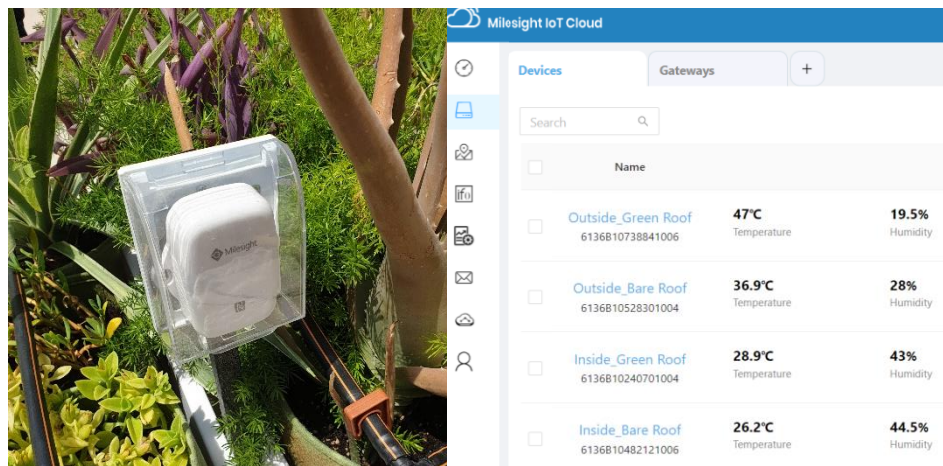 Milesight
Milesight IoT Cloud
Devices
Gateways
+
Search
Name
Outside_Green Roof
6136B10738841006
47℃
Temperature
19.5%
Humidity
Outside_Bare Roof
6136B10528301004
36.9℃
Temperature
28%
Humidity
Inside_Green Roof
6136B10240701004
28.9℃
Temperature
43%
Humidity
Inside_Bare Roof
6136B10482121006
26.2℃
Temperature
44.5%
Humidity